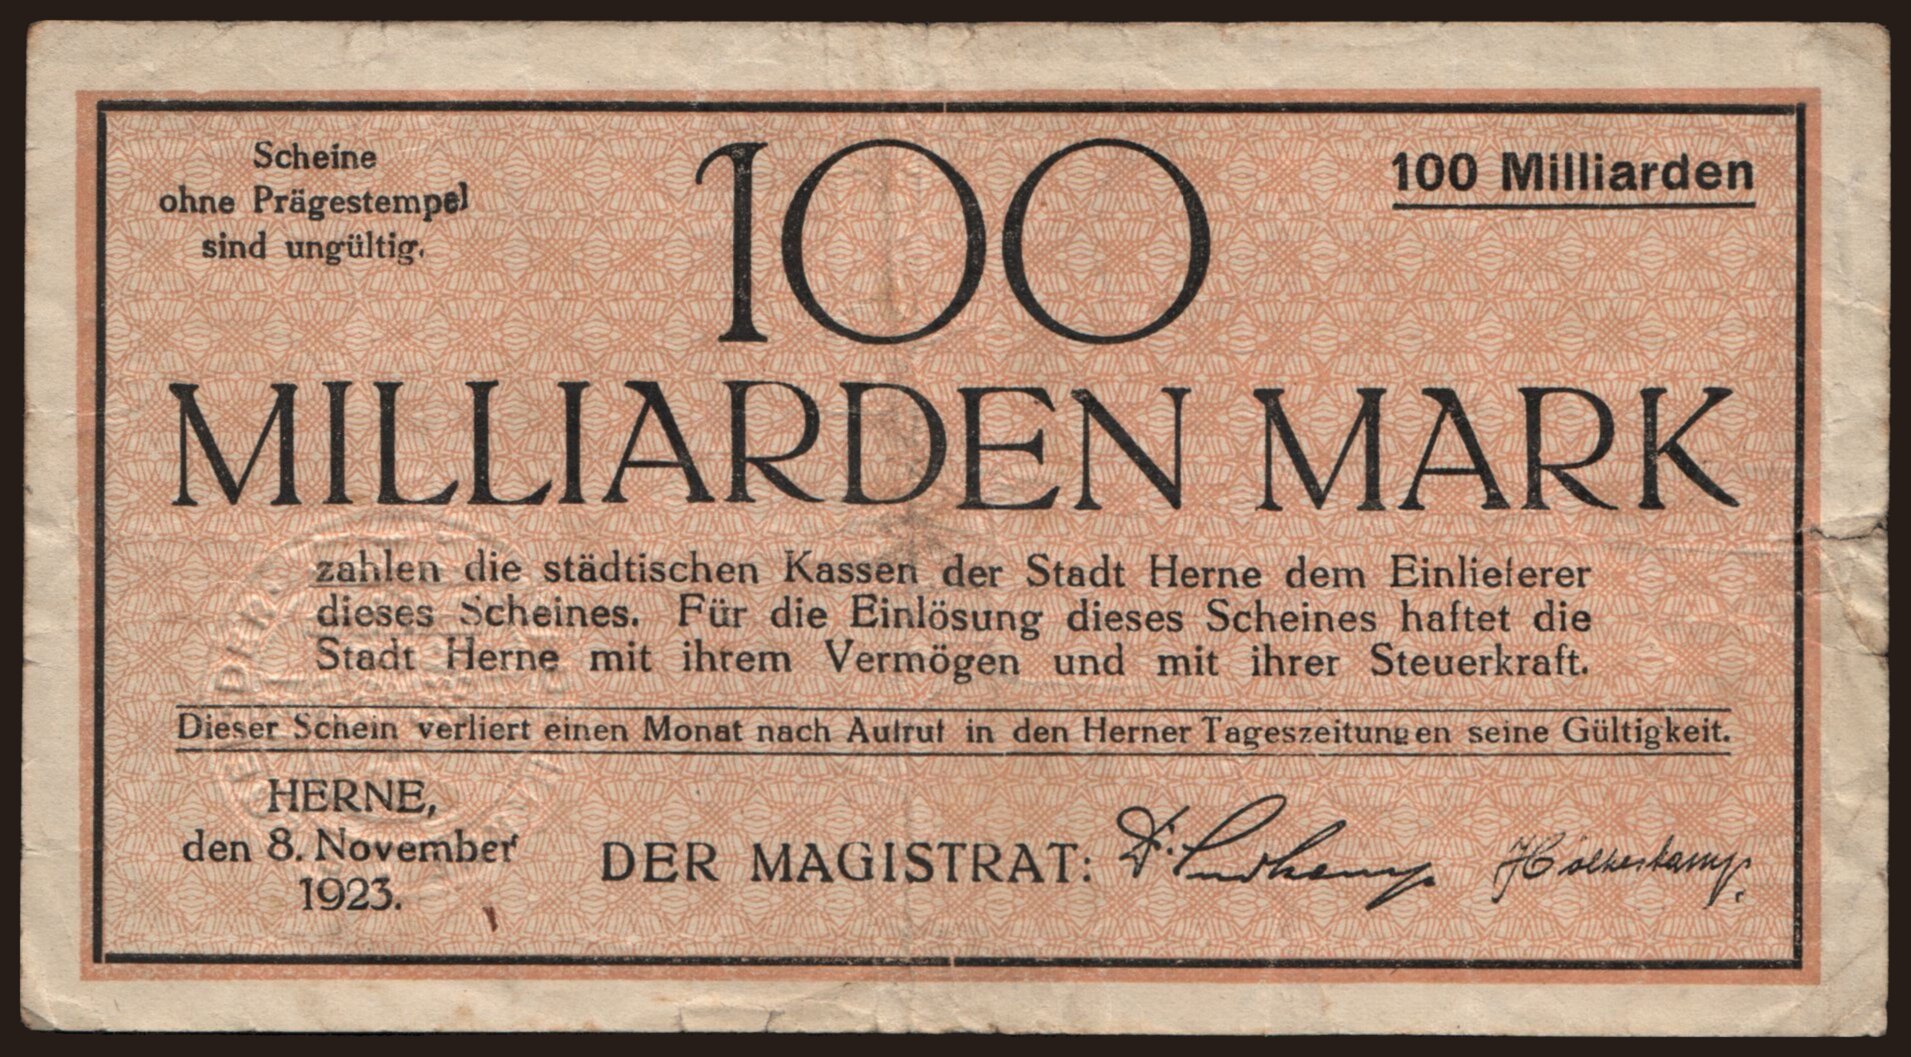 Scheine
ohne Prägestempel
sind ungültig.
100
100 Milliarden
MILLIARDEN MARK
zahlen die städtischen Kassen der Stadt Herne dem Einlieferer
dieses Scheines. Für die Einlösung dieses Scheines haftet die
Stadt Herne mit ihrem Vermögen und mit ihrer Steuerkraft.
Dieser Schein verliert einen Monat nach Aufruf in den Herner Tageszeitungen seine Gültigkeit.
HERNE,
den 8. November
1923.
DER MAGISTRAT: